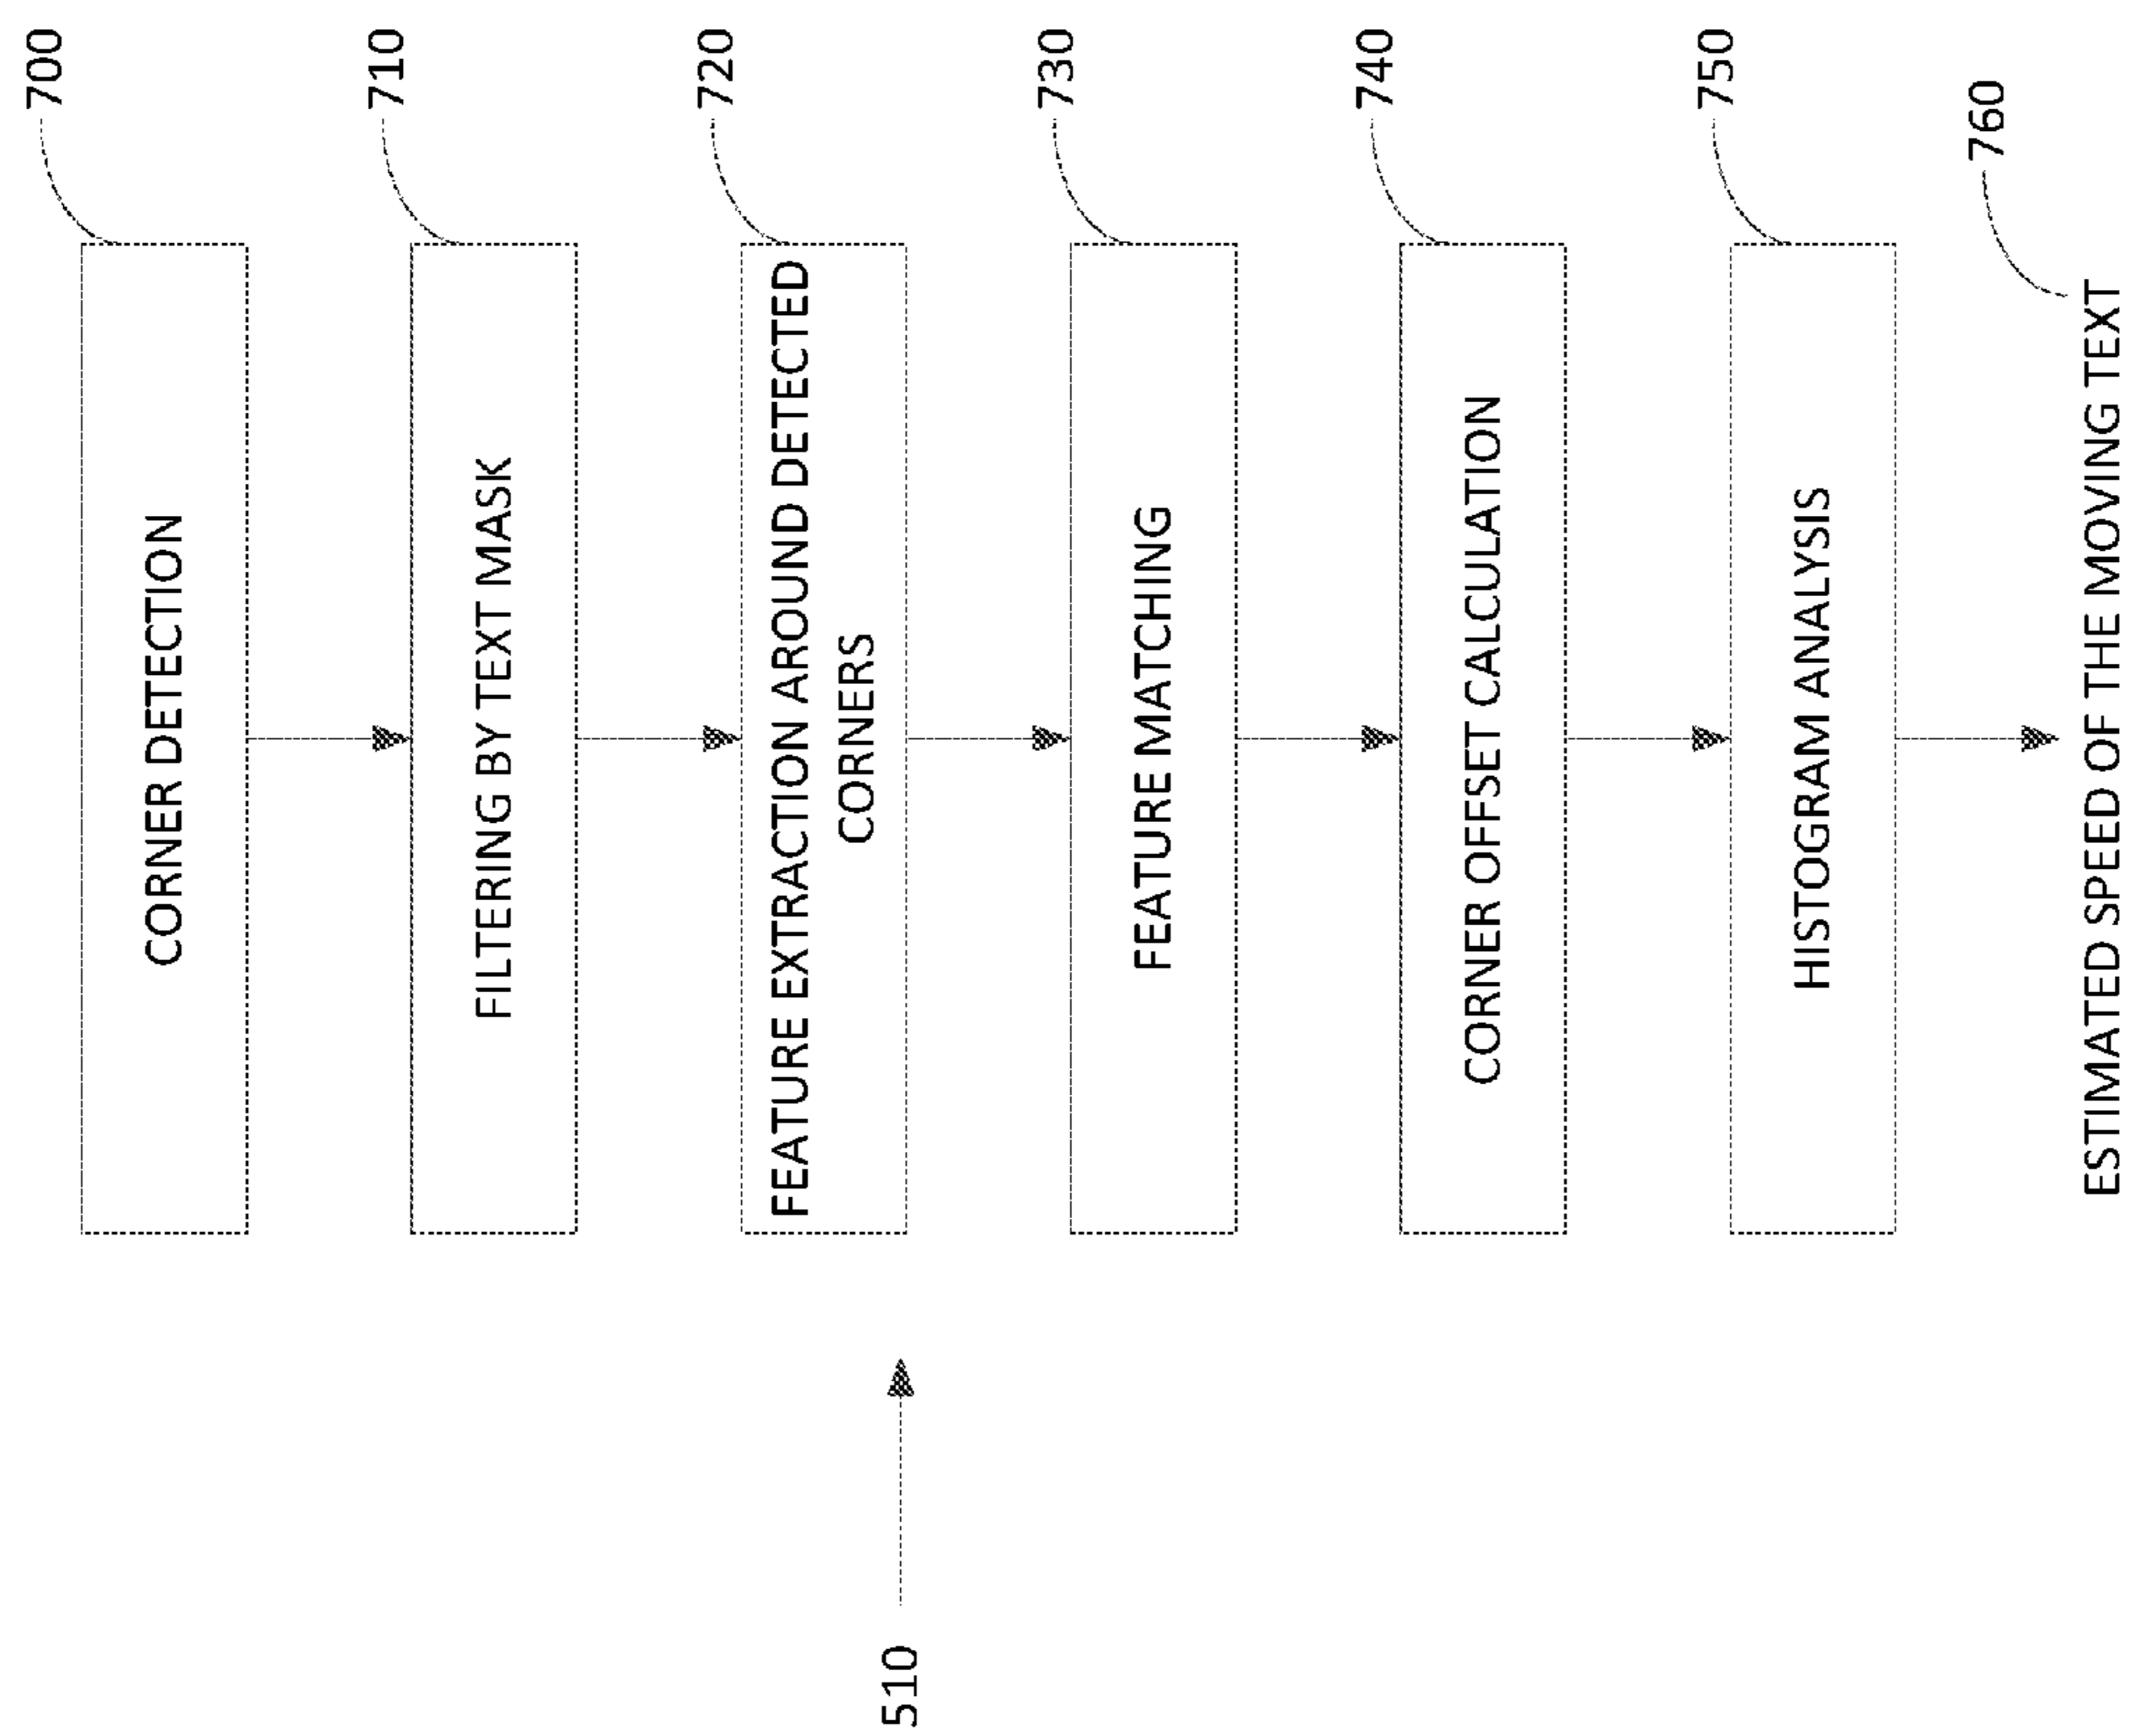 700
CORNER DETECTION
710
FILTERING BY TEXT MASK
720
FEATURE EXTRACTION AROUND DETECTED
CORNERS
730
FEATURE MATCHING
740
CORNER OFFSET CALCULATION
750
HISTOGRAM ANALYSIS
760
ESTIMATED SPEED OF THE MOVING TEXT
510